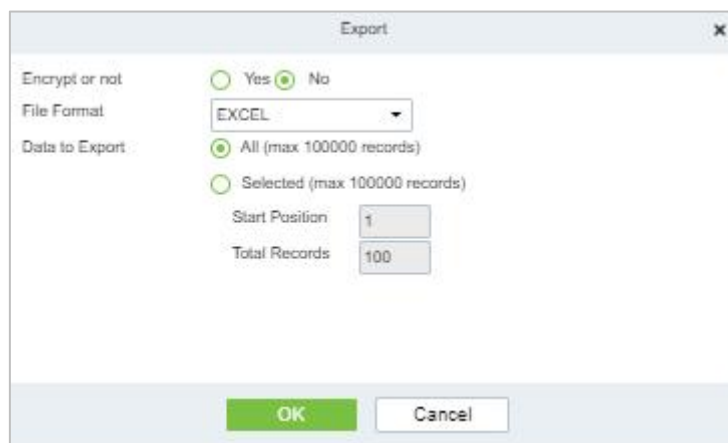 Export
Encrypt or not Yes No
File Format EXCEL
Data to Export All (max 100000 records)
Selected (max 100000 records)
Start Position 1
Total Records 100
OK Cancel